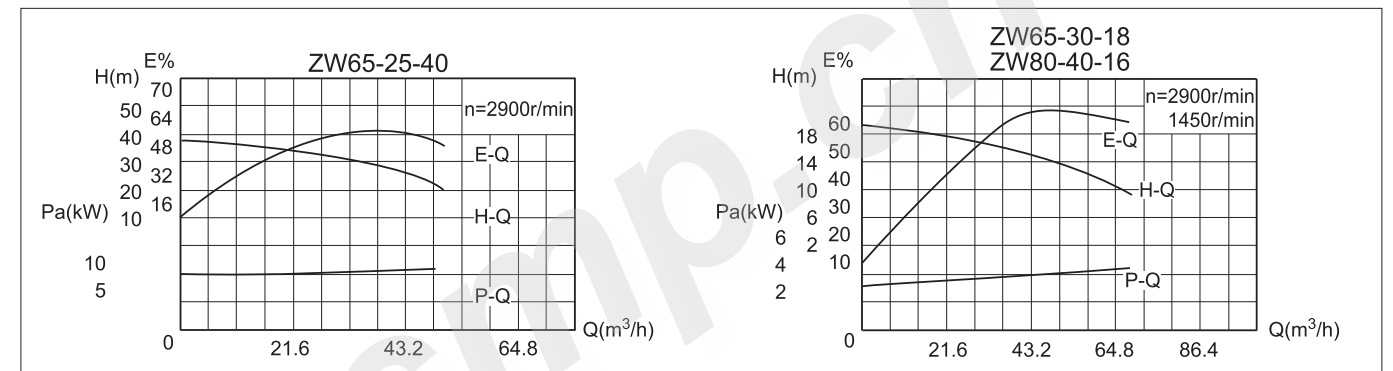 ZW65-25-40
E%
H(m)
70
50
64
40
48
30
32
20
16
Pa(kW)
10
10
5
n=2900r/min
E-Q
H-Q
P-Q
Q(m³/h)
0
21.6
43.2
64.8
ZW65-30-18
ZW80-40-16
E%
H(m)
n=2900r/min
1450r/min
60
18
50
14
40
10
30
Pa(kW)
6
20
6
2
10
4
2
E-Q
H-Q
P-Q
Q(m³/h)
0
21.6
43.2
64.8
86.4
cmp.cn